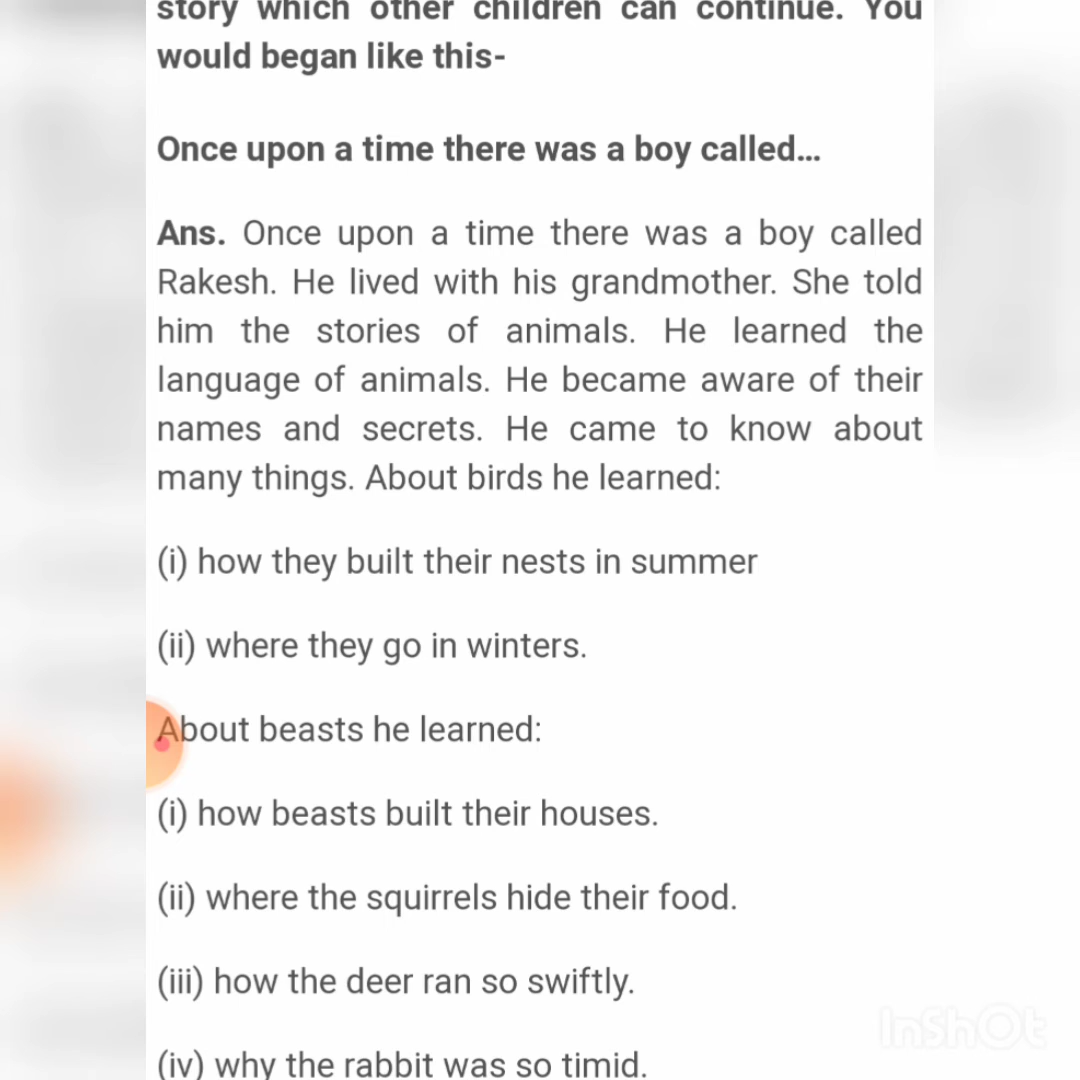 story which other children can continue. You
would began like this-
Once upon a time there was a boy called...
Ans. Once upon a time there was a boy called
Rakesh. He lived with his grandmother. She told
him the stories of animals. He learned the
language of animals. He became aware of their
names and secrets. He came to know about
many things. About birds he learned:
(i) how they built their nests in summer
(ii) where they go in winters.
About beasts he learned:
(i) how beasts built their houses.
(ii) where the squirrels hide their food.
(iii) how the deer ran so swiftly.
(iv) why the rabbit was so timid.
InShOt